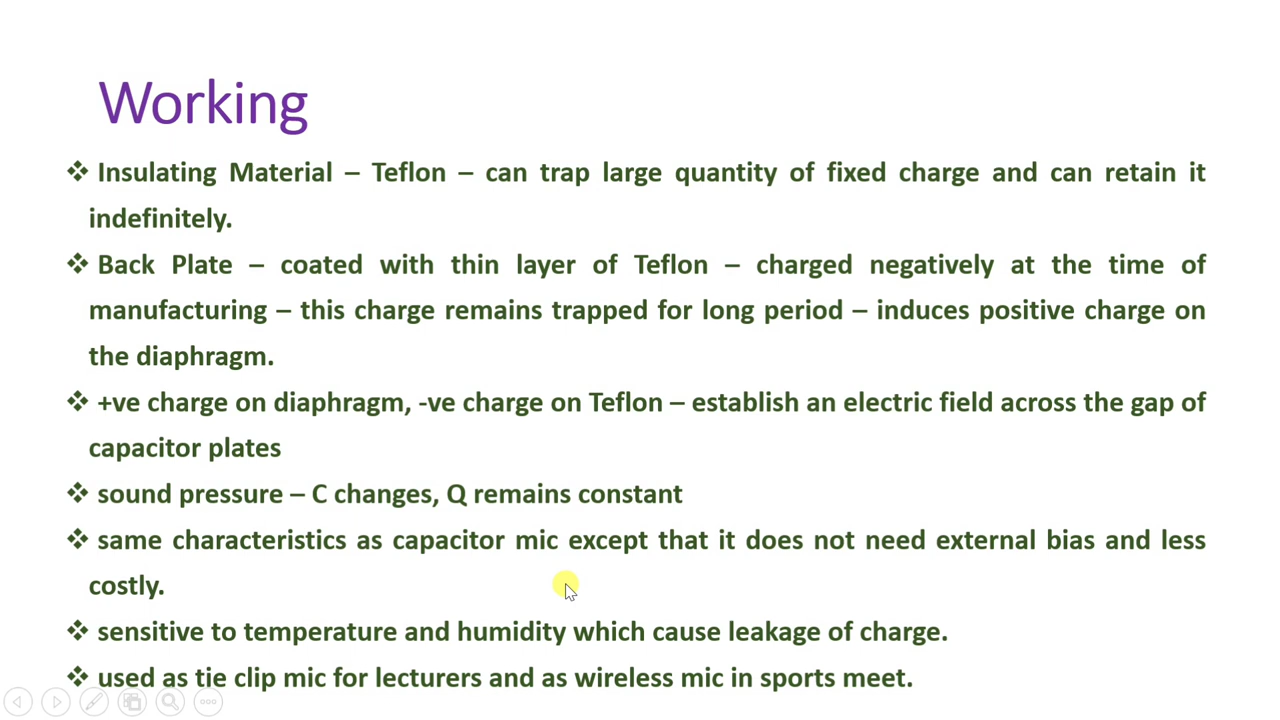 Working
❖ Insulating Material – Teflon – can trap large quantity of fixed charge and can retain it
indefinitely.
❖ Back Plate – coated with thin layer of Teflon – charged negatively at the time of
manufacturing – this charge remains trapped for long period – induces positive charge on
the diaphragm.
❖ +ve charge on diaphragm, -ve charge on Teflon – establish an electric field across the gap of
capacitor plates
❖ sound pressure – C changes, Q remains constant
❖ same characteristics as capacitor mic except that it does not need external bias and less
costly.
❖ sensitive to temperature and humidity which cause leakage of charge.
❖ used as tie clip mic for lecturers and as wireless mic in sports meet.